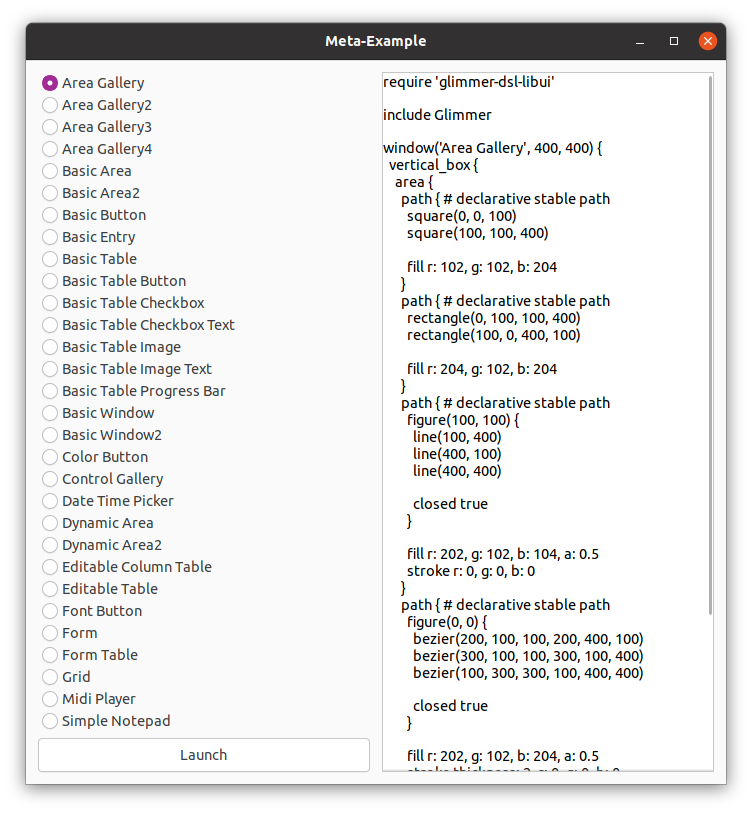 Meta-Example
Area Gallery
Area Gallery2
Area Gallery3
Area Gallery4
Basic Area
Basic Area2
Basic Button
Basic Entry
Basic Table
Basic Table Button
Basic Table Checkbox
Basic Table Checkbox Text
Basic Table Image
Basic Table Image Text
Basic Table Progress Bar
Basic Window
Basic Window2
Color Button
Control Gallery
Date Time Picker
Dynamic Area
Dynamic Area2
Editable Column Table
Editable Table
Font Button
Form
Form Table
Grid
Midi Player
Simple Notepad
Launch
require 'glimmer-dsl-libui'
include Glimmer
window('Area Gallery', 400, 400) {
vertical_box {
area {
path { # declarative stable path
square(0, 0, 100)
square(100, 100, 400)
fill r: 102, g: 102, b: 204
}
path { # declarative stable path
rectangle(0, 100, 100, 400)
rectangle(100, 0, 400, 100)
fill r: 204, g: 102, b: 204
}
path { # declarative stable path
figure(100, 100) {
line(100, 400)
line(400, 100)
line(400, 400)
closed true
}
fill r: 202, g: 102, b: 104, a: 0.5
stroke r: 0, g: 0, b: 0
}
path { # declarative stable path
figure(0, 0) {
bezier(200, 100, 100, 200, 400, 100)
bezier(300, 100, 100, 300, 100, 400)
bezier(100, 300, 300, 100, 400, 400)
closed true
}
fill r: 202, g: 102, b: 204, a: 0.5